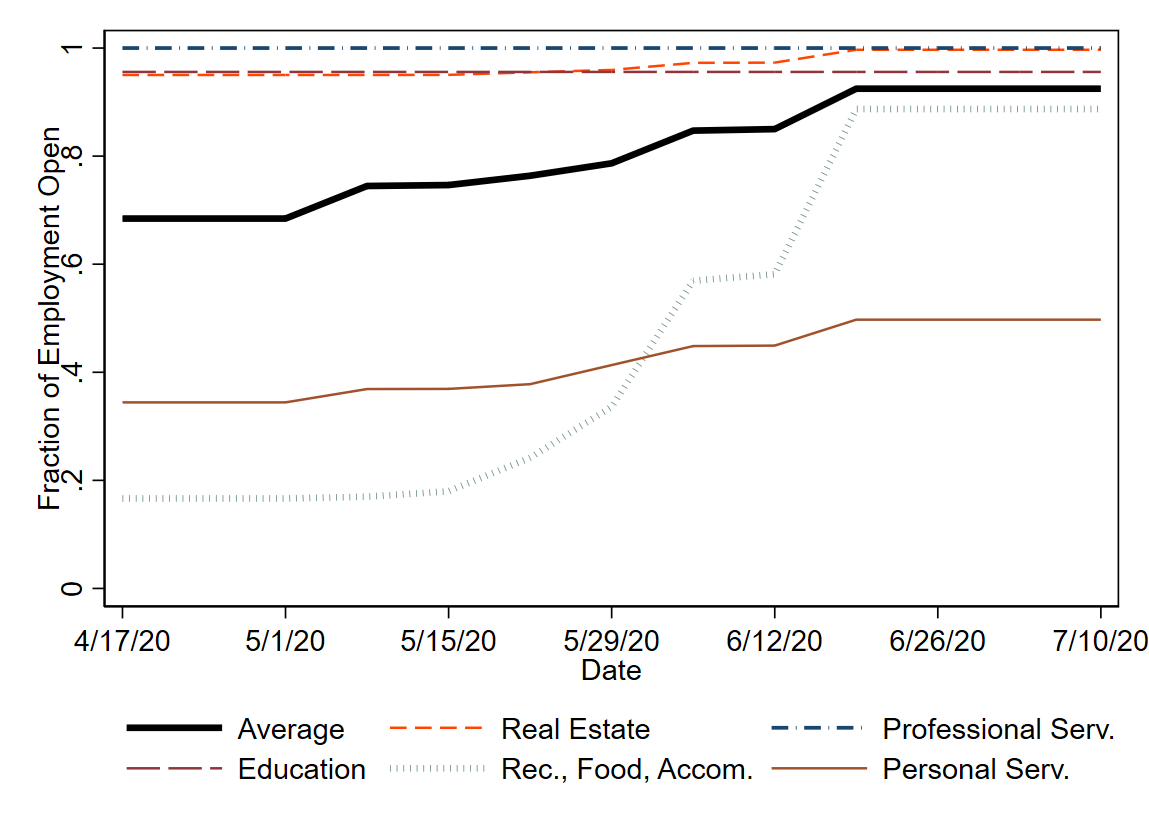 Fraction of Employment Open
1
.8
.6
.4
.2
0
4/17/20 5/1/20 5/15/20 5/29/20 6/12/20 6/26/20 7/10/20
Date
Average Real Estate Professional Serv.
Education Rec., Food, Accom. Personal Serv.